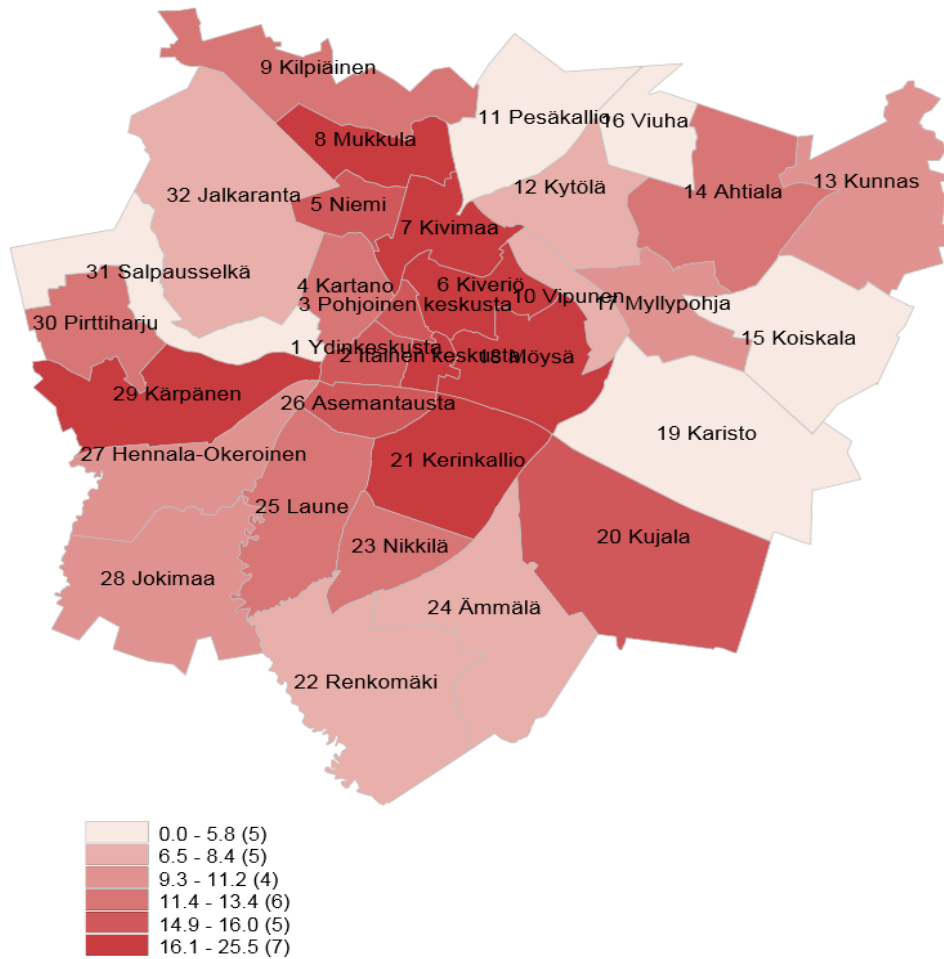 9 Kilpiäinen
11 Pesäkallio
16 Viuha
8 Mukkula
32 Jalkaranta
12 Kytölä
14 Ahtiala
13 Kunnas
5 Niemi
7 Kivimaa
31 Salpausselkä
4 Kartano
6 Kiveriö
10 Vipunen
17 Myllypohja
3 Pohjoinen keskusta
30 Pirttiharju
15 Koiskala
1 Ydinkeskusta
2 Itäinen keskusta
18 Möysä
29 Kärpänen
26 Asemantausta
19 Karisto
27 Hennala-Okeroinen
21 Kerinkallio
25 Laune
20 Kujala
23 Nikkilä
28 Jokimaa
24 Ämmälä
22 Renkomäki
0.0 - 5.8 (5)
6.5 - 8.4 (5)
9.3 - 11.2 (4)
11.4 - 13.4 (6)
14.9 - 16.0 (5)
16.1 - 25.5 (7)